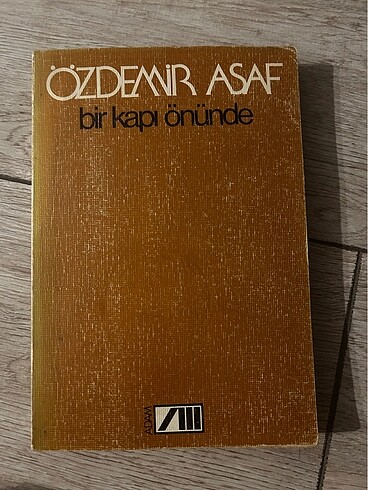 ÖZDEMİR ASAF
bir kapı önünde
ADAM